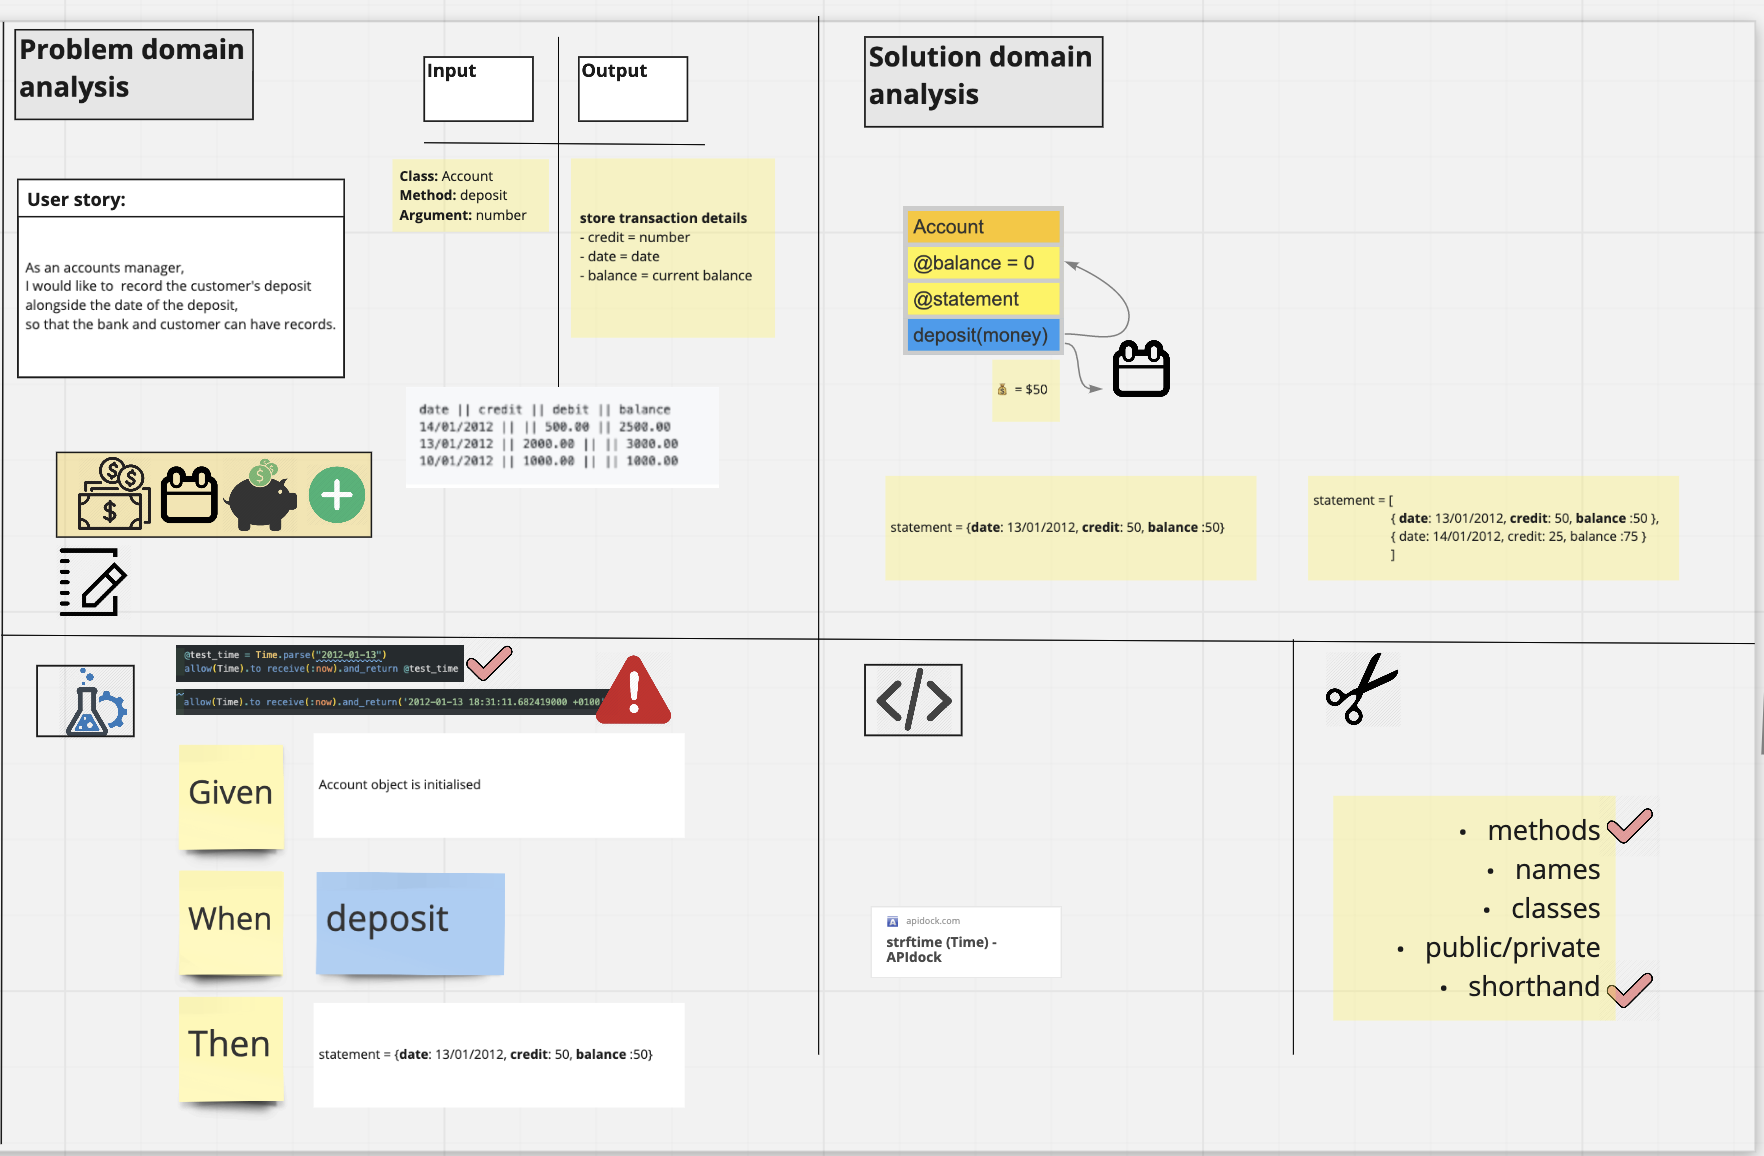 Problem domain
analysis
Input
Output
Class: Account
Method: deposit
Argument: number
store transaction details
- credit = number
- date = date
- balance = current balance
User story:
As an accounts manager,
I would like to  record the customer's deposit
alongside the date of the deposit,
so that the bank and customer can have records.
date || credit || debit || balance
14/01/2012 || || 500.00 || 2500.00
13/01/2012 || 2000.00 || || 3000.00
10/01/2012 || 1000.00 || || 1000.00
Solution domain
analysis
Account
@balance = 0
@statement
deposit(money)
= $50
statement = {date: 13/01/2012, credit: 50, balance :50}
statement = [
{ date: 13/01/2012, credit: 50, balance :50 },
{ date: 14/01/2012, credit: 25, balance :75 }
]
@test_time = Time.parse("2012-01-13")
allow(Time).to receive(:now).and_return @test_time
allow(Time).to receive(:now).and_return('2012-01-13 18:31:11.682419000 +0100
Given
Account object is initialised
When
deposit
Then
statement = {date: 13/01/2012, credit: 50, balance :50}
</>
apidock.com
strftime (Time) -
APIdock
• methods
• names
• classes
• public/private
• shorthand